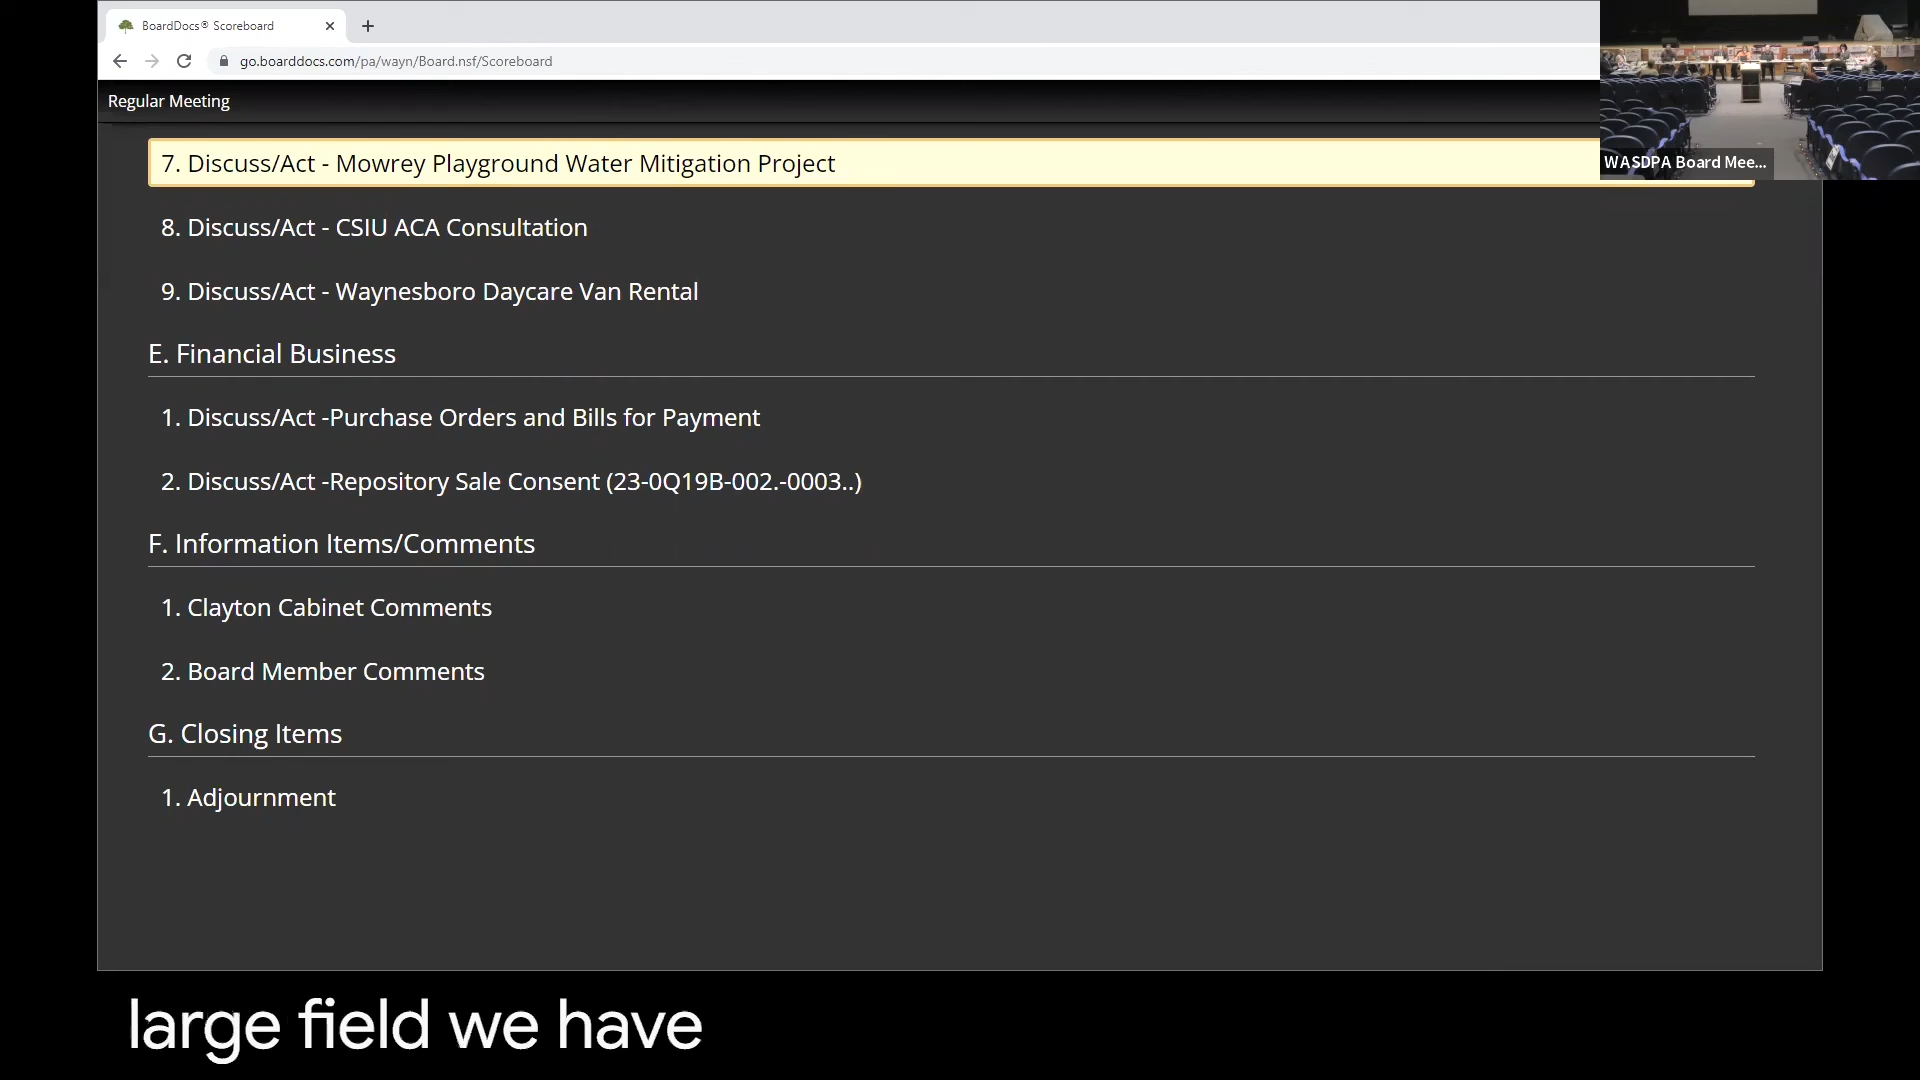 BoardDocs® Scoreboard
go.boarddocs.com/pa/wayn/Board.nsf/Scoreboard
Regular Meeting
WASDPA Board Mee...
7. Discuss/Act - Mowrey Playground Water Mitigation Project
8. Discuss/Act - CSIU ACA Consultation
9. Discuss/Act - Waynesboro Daycare Van Rental
E. Financial Business
1. Discuss/Act -Purchase Orders and Bills for Payment
2. Discuss/Act -Repository Sale Consent (23-0Q19B-002.-0003..)
F. Information Items/Comments
1. Clayton Cabinet Comments
2. Board Member Comments
G. Closing Items
1. Adjournment
large field we have